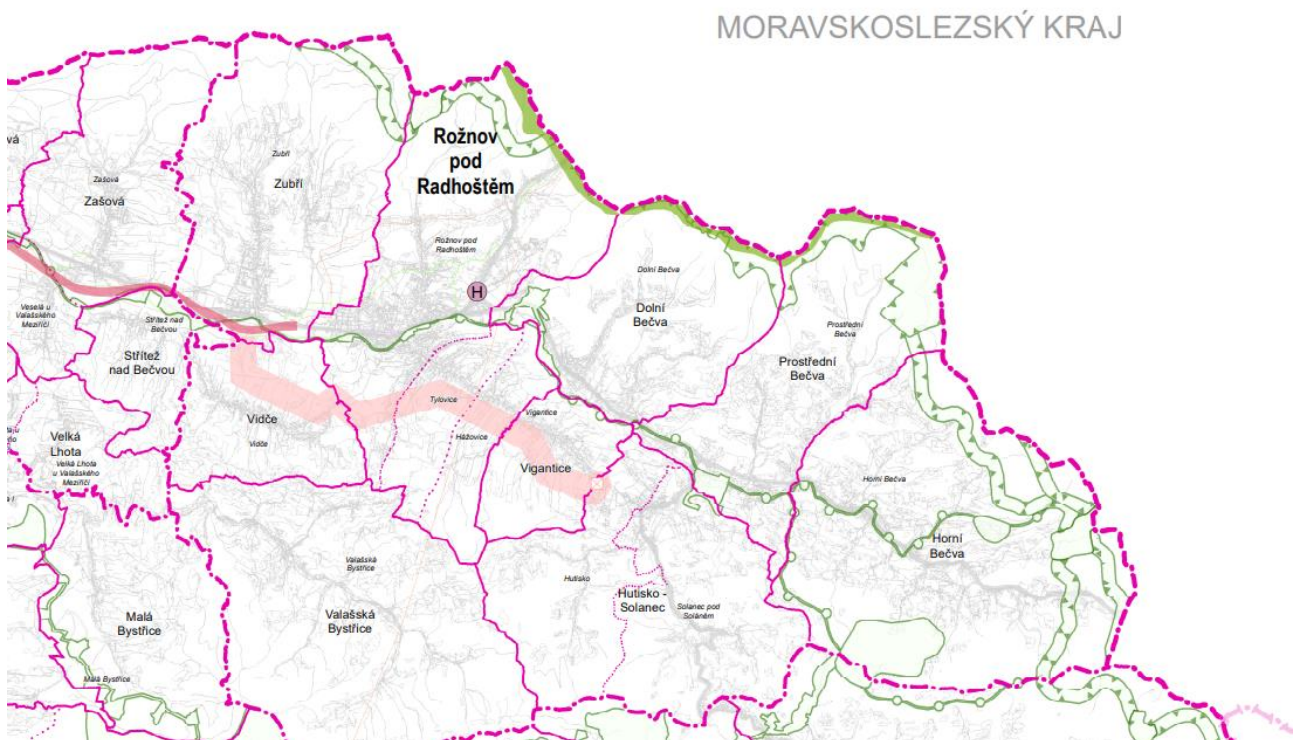 MORAVSKOSLEZSKÝ KRAJ
vá
Rožnov
pod
Radhoštěm
Zašová
Zašová
Zubří
Zubří
Rožnov pod
Radhoštěm
H
Dolní Bečva
Dolní
Bečva
Prostřední
Bečva
Prostřední
Bečva
Veselá u
Valašského
Meziříčí
Střítež nad
Bečvou
Střítež
nad Bečvou
Vidče
Vidče
Tylovice
Hážovice
Vigantice
Vigantice
Velká
Lhota
Velká Lhota
u Valašského
Meziříčí
Horní Bečva
Horní
Bečva
Valašská
Bystřice
Valašská
Bystřice
Hutisko
Hutisko -
Solanec
Solanec pod
Soláněm
Malá
Bystřice
Malá Bystřice